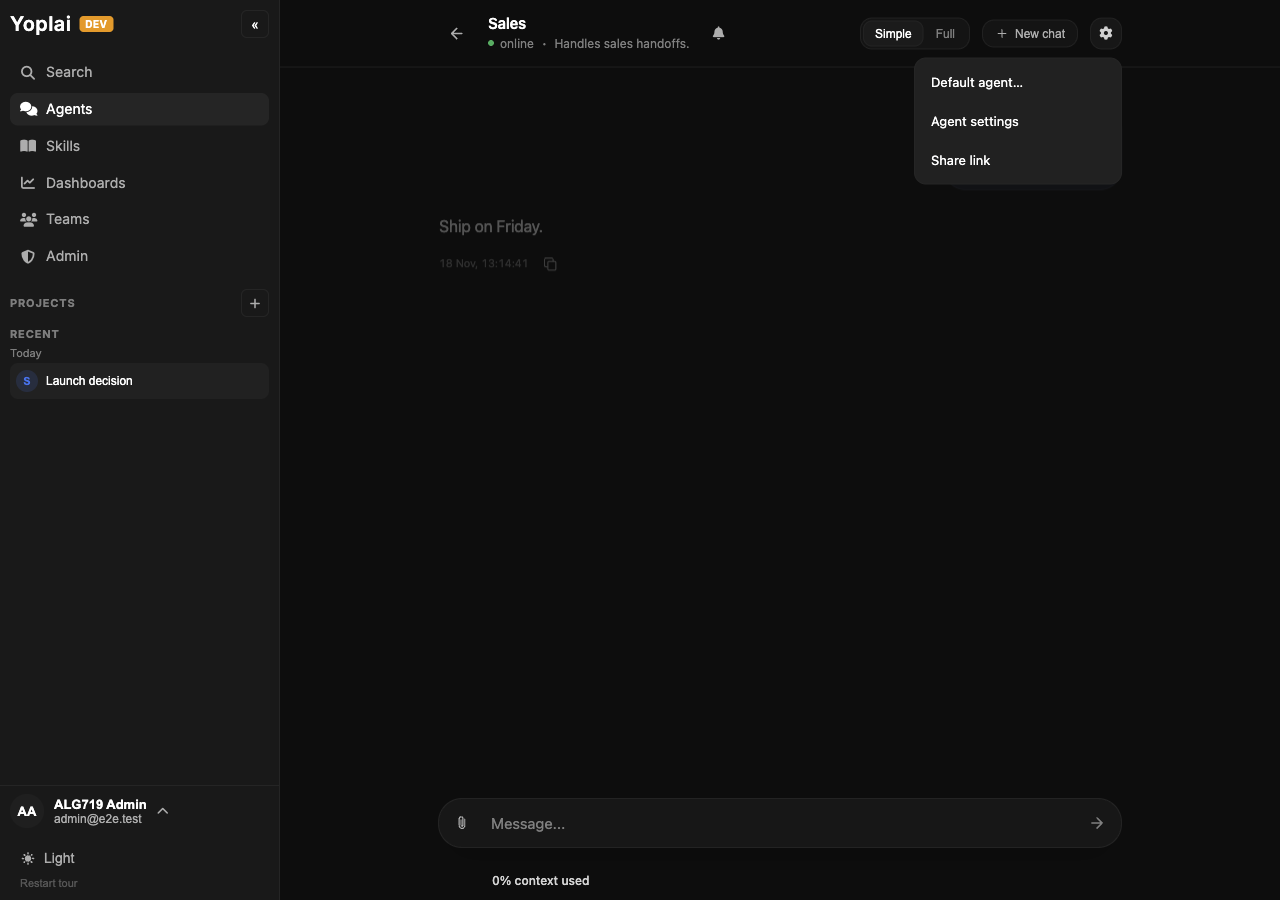 Yoplai DEV «
Search
Agents
Skills
Dashboards
Teams
Admin
PROJECTS +
RECENT
Today
S Launch decision
AA ALG719 Admin
admin@e2e.test
Light
Restart tour
Sales
online · Handles sales handoffs.
Simple Full + New chat
Default agent...
Agent settings
Share link
Ship on Friday.
18 Nov, 13:14:41
Message...
0% context used